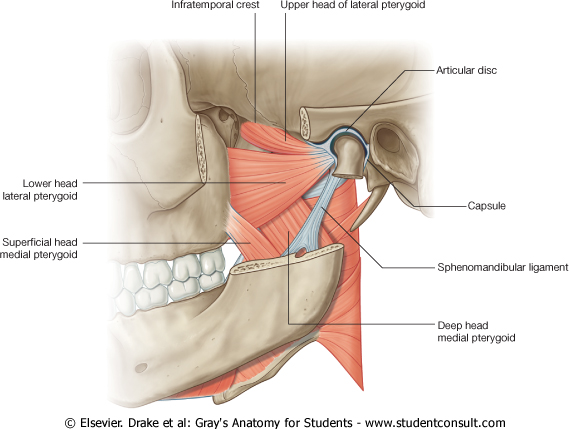 Infratemporal crest
Upper head of lateral pterygoid
Articular disc
Lower head
lateral pterygoid
Capsule
Superficial head
medial pterygoid
Sphenomandibular ligament
Deep head
medial pterygoid
© Elsevier. Drake et al: Gray's Anatomy for Students - www.studentconsult.com